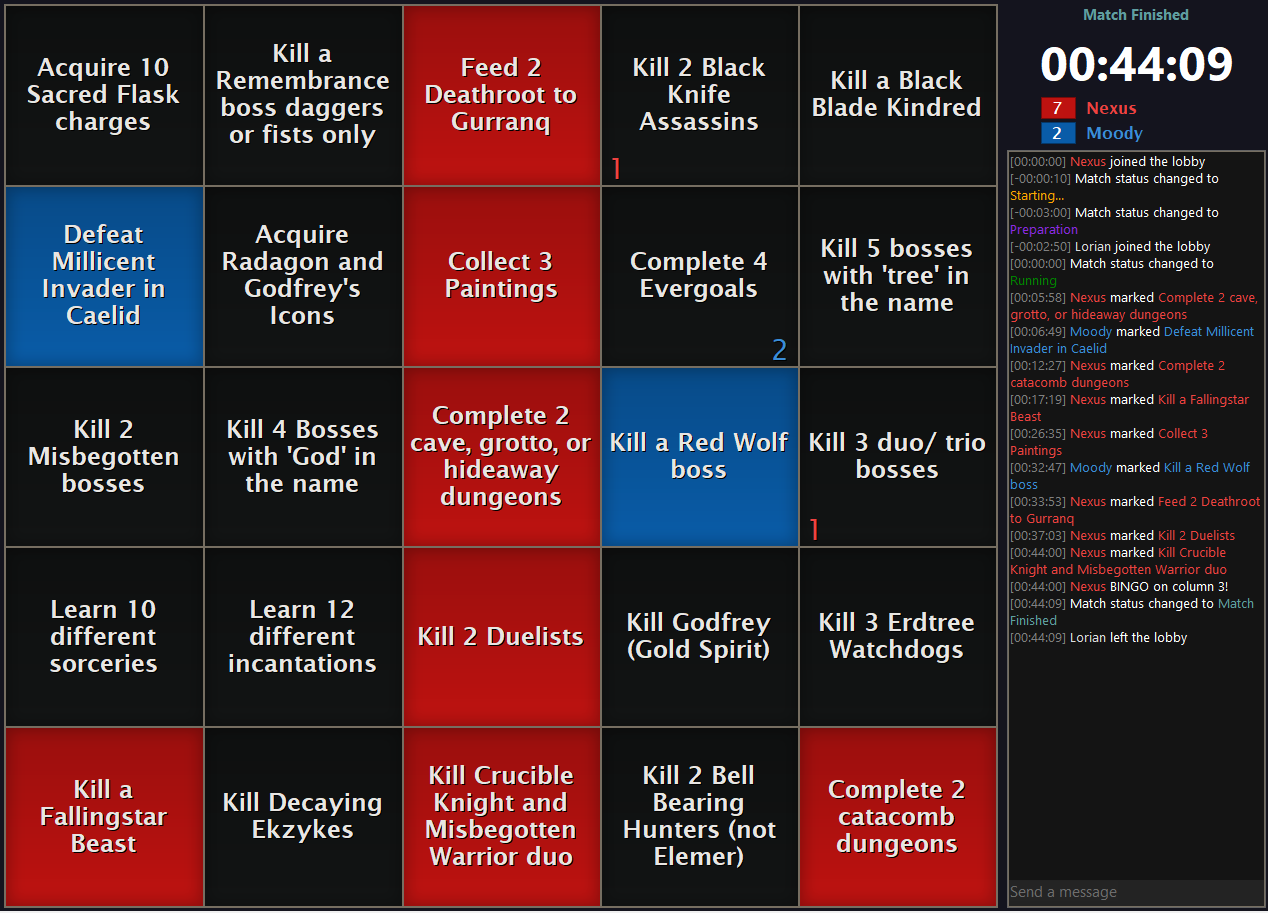 Acquire 10
Sacred Flask
charges
Kill a
Remembrance
boss daggers
or fists only
Feed 2
Deathroot to
Gurranq
Kill 2 Black
Knife
Assassins
1
Kill a Black
Blade Kindred
Defeat
Millicent
Invader in
Caelid
Acquire
Radagon and
Godfrey's
Icons
Collect 3
Paintings
Complete 4
Evergoals
2
Kill 5 bosses
with 'tree' in
the name
Kill 2
Misbegotten
bosses
Kill 4 Bosses
with 'God' in
the name
Complete 2
cave, grotto, or
hideaway
dungeons
Kill a Red Wolf
boss
Kill 3 duo/ trio
bosses
1
Learn 10
different
sorceries
Learn 12
different
incantations
Kill 2 Duelists
Kill Godfrey
(Gold Spirit)
Kill 3 Erdtree
Watchdogs
Kill a
Fallingstar
Beast
Kill Decaying
Ekzykes
Kill Crucible
Knight and
Misbegotten
Warrior duo
Kill 2 Bell
Bearing
Hunters (not
Elemer)
Complete 2
catacomb
dungeons
Match Finished
00:44:09
7 Nexus
2 Moody
[00:00:00] Nexus joined the lobby
[-00:00:10] Match status changed to
Starting...
[-00:03:00] Match status changed to
Preparation
[-00:02:50] Lorian joined the lobby
[00:00:00] Match status changed to
Running
[00:05:58] Nexus marked Complete 2 cave,
grotto, or hideaway dungeons
[00:06:49] Moody marked Defeat Millicent
Invader in Caelid
[00:12:27] Nexus marked Complete 2
catacomb dungeons
[00:17:19] Nexus marked Kill a Fallingstar
Beast
[00:26:35] Nexus marked Collect 3
Paintings
[00:32:47] Moody marked Kill a Red Wolf
boss
[00:33:53] Nexus marked Feed 2 Deathroot
to Gurranq
[00:37:03] Nexus marked Kill 2 Duelists
[00:44:00] Nexus marked Kill Crucible
Knight and Misbegotten Warrior duo
[00:44:00] Nexus BINGO on column 3!
[00:44:09] Match status changed to Match
Finished
[00:44:09] Lorian left the lobby
Send a message